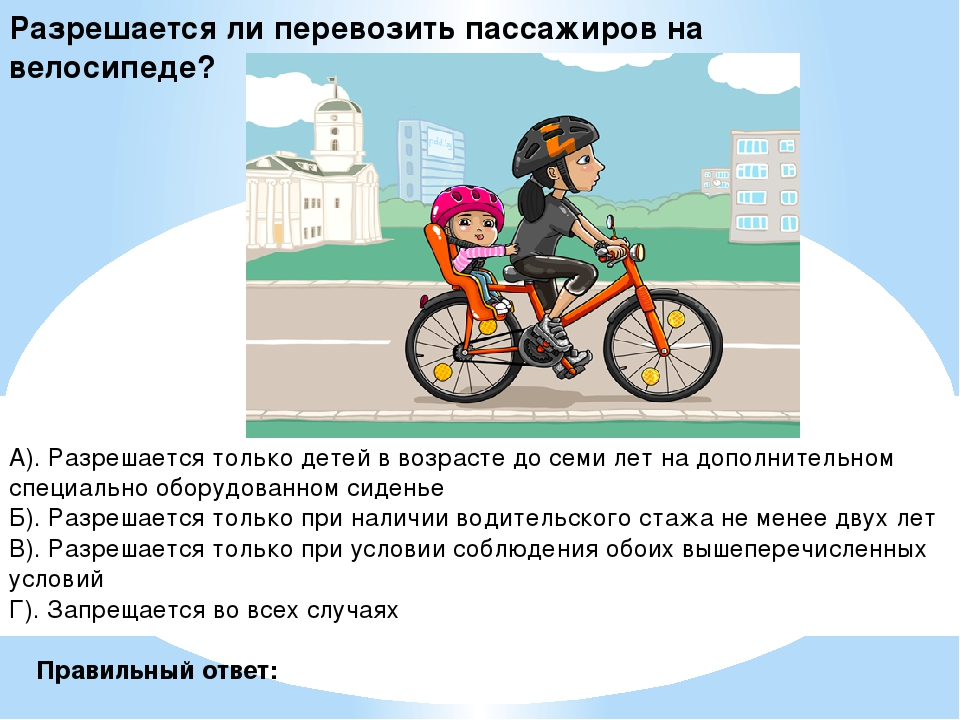 Разрешается ли перевозить пассажиров на
велосипеде?
pdd.by
А). Разрешается только детей в возрасте до семи лет на дополнительном
специально оборудованном сиденье
Б). Разрешается только при наличии водительского стажа не менее двух лет
В). Разрешается только при условии соблюдения обоих вышеперечисленных
условий
Г). Запрещается во всех случаях
Правильный ответ: